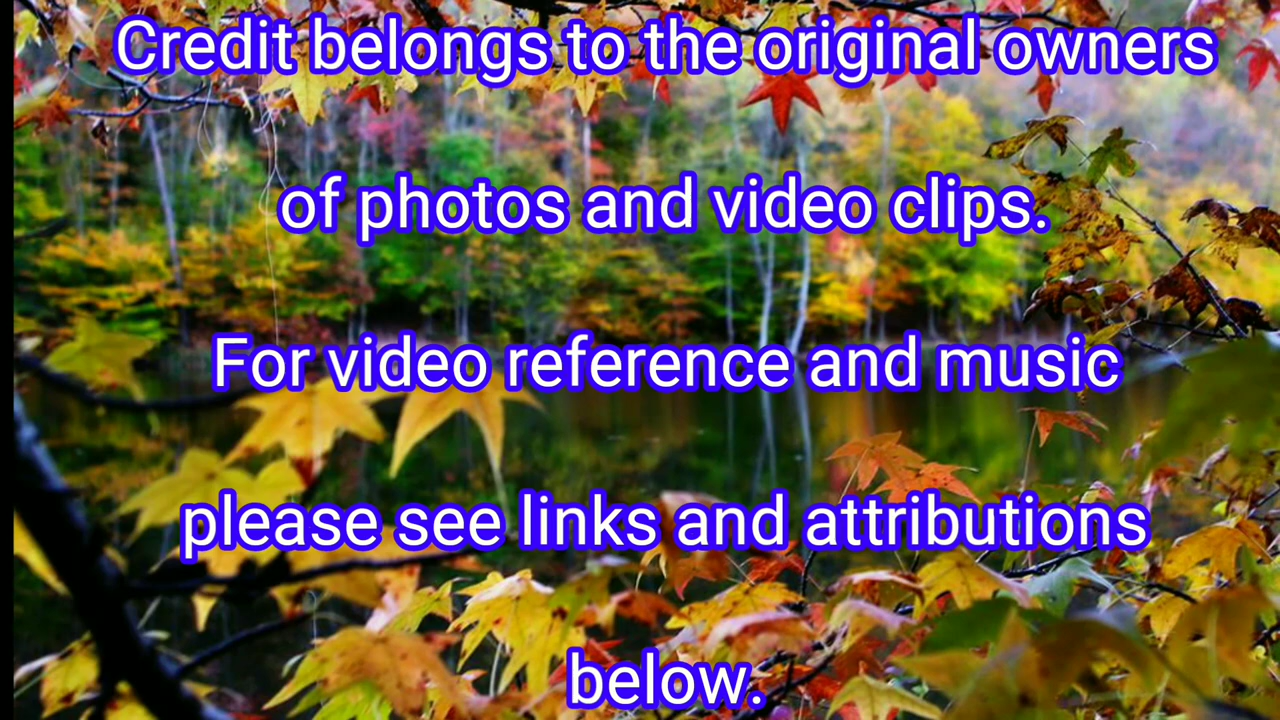 Credit belongs to the original owners
of photos and video clips.
For video reference and music
please see links and attributions
below.